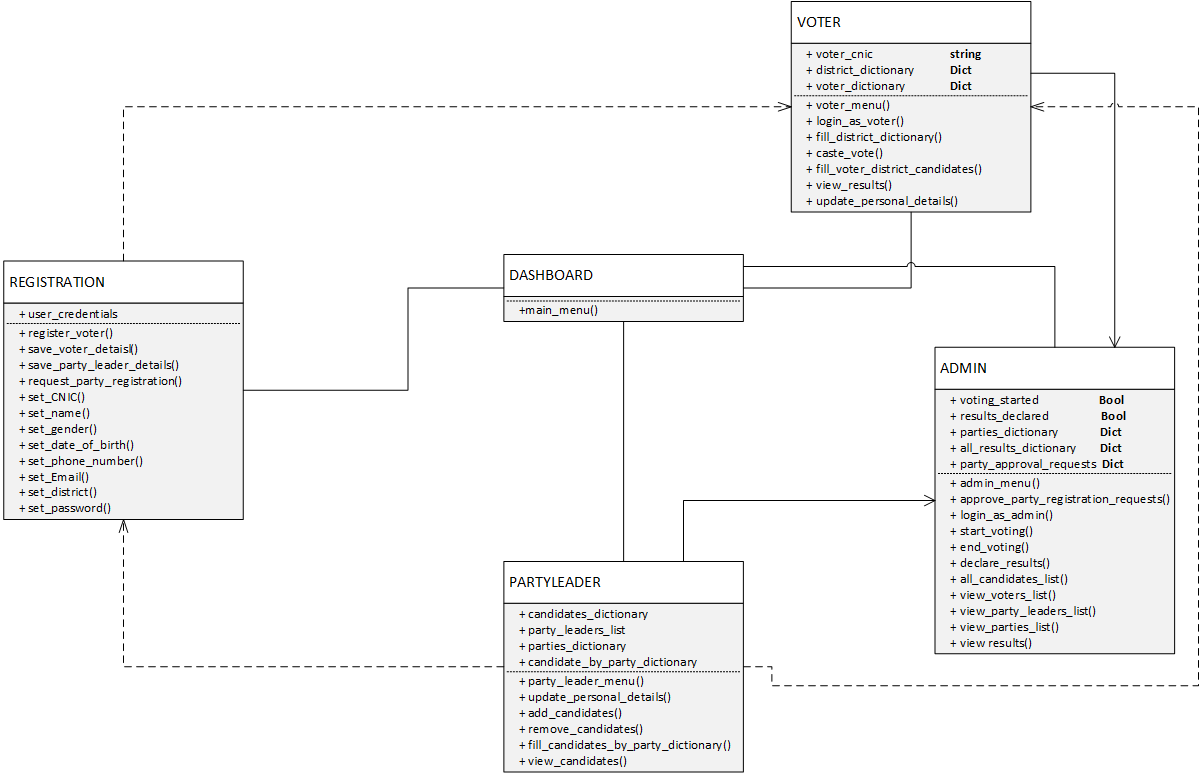 VOTER
+ voter_cnic string
+ district_dictionary Dict
+ voter_dictionary Dict
+ voter_menu()
+ login_as_voter()
+ fill_district_dictionary()
+ caste_vote()
+ fill_voter_district_candidates()
+ view_results()
+ update_personal_details()
REGISTRATION
+ user_credentials
+ register_voter()
+ save_voter_detaisl()
+ save_party_leader_details()
+ request_party_registration()
+ set_CNIC()
+ set_name()
+ set_gender()
+ set_date_of_birth()
+ set_phone_number()
+ set_Email()
+ set_district()
+ set_password()
DASHBOARD
+main_menu()
ADMIN
+ voting_started Bool
+ results_declared Bool
+ parties_dictionary Dict
+ all_results_dictionary Dict
+ party_approval_requests Dict
+ admin_menu()
+ approve_party_registration_requests()
+ login_as_admin()
+ start_voting()
+ end_voting()
+ declare_results()
+ all_candidates_list()
+ view_voters_list()
+ view_party_leaders_list()
+ view_parties_list()
+ view results()
PARTYLEADER
+ candidates_dictionary
+ party_leaders_list
+ parties_dictionary
+ candidate_by_party_dictionary
+ party_leader_menu()
+ update_personal_details()
+ add_candidates()
+ remove_candidates()
+ fill_candidates_by_party_dictionary()
+ view_candidates()